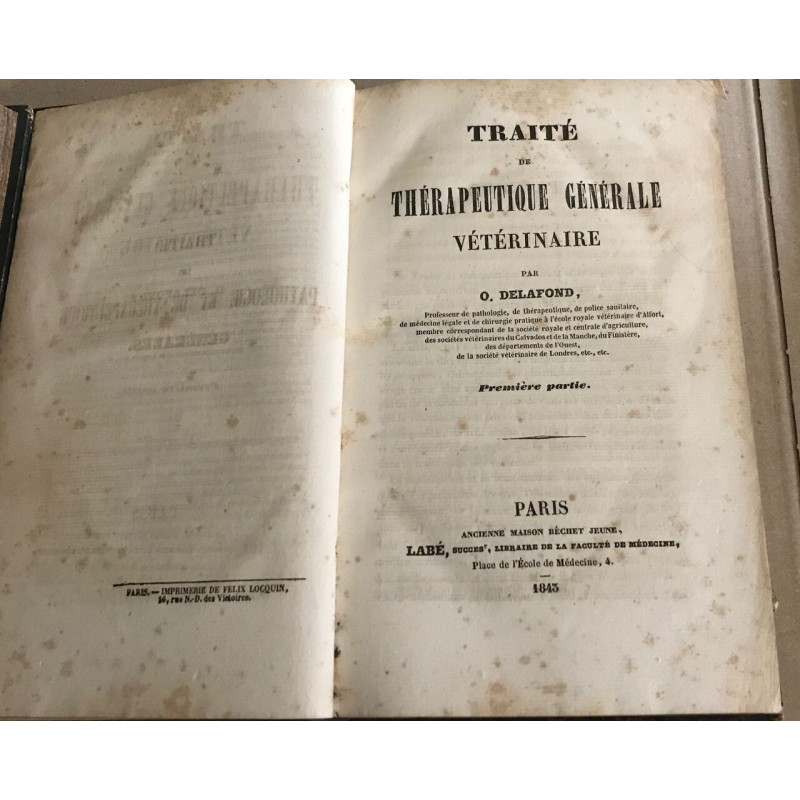 PARIS.— IMPRIMERIE DE FELIX LOCQUIN,
16, rue N.-D. des Victoires.
TRAITÉ
DE
THÉRAPEUTIQUE GÉNÉRALE
VÉTÉRINAIRE
PAR
O. DELAFOND,
Professeur de pathologie, de thérapeutique, de police sanitaire,
de médecine légale et de chirurgie pratique à l'école royale vétérinaire d'Alfort,
membre correspondant de la société royale et centrale d'agriculture,
des sociétés vétérinaires du Calvados et de la Manche, du Finistère,
des départements de l'Ouest,
de la société vétérinaire de Londres, etc., etc.
Première partie.
PARIS
ANCIENNE MAISON BÉCHET JEUNE,
LABÉ, SUCCESr, LIBRAIRE DE LA FACULTÉ DE MÉDECINE,
Place de l'École de Médecine, 4.
1843